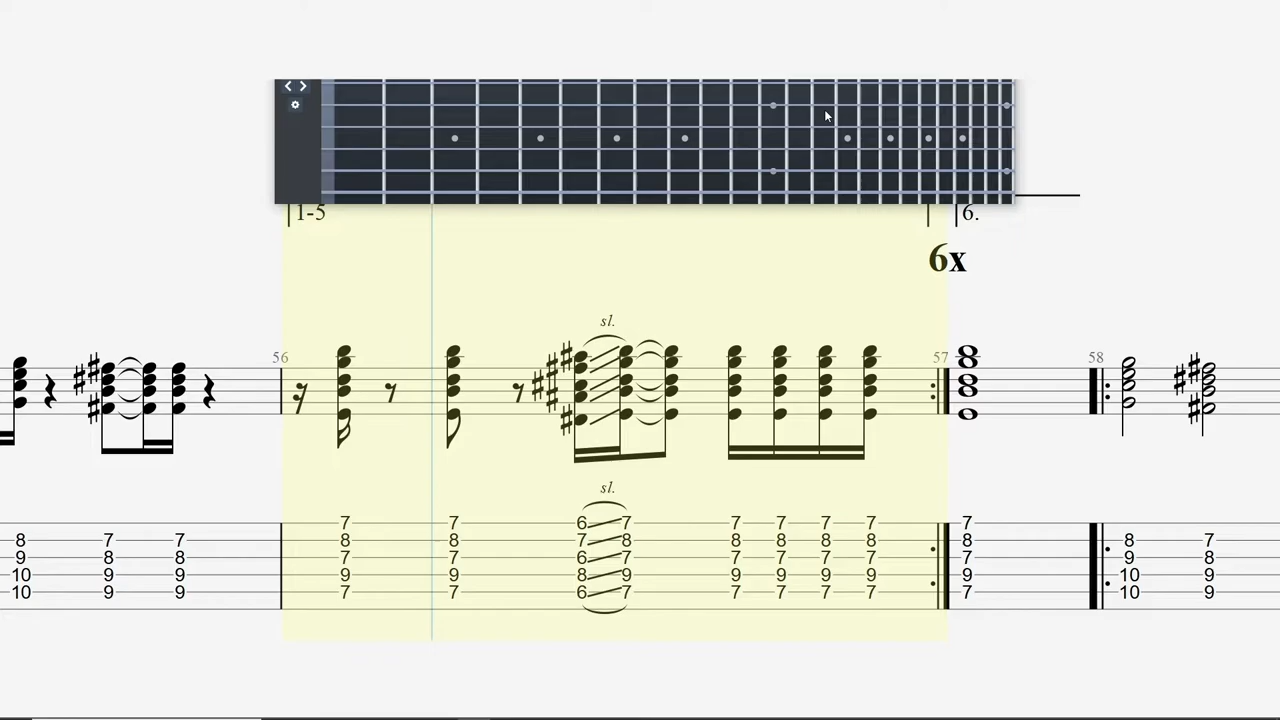 1-5 6.
6x
sl.
56 57 58
sl.
7 7 6 7 7 7 7 7 7
8 7 7 8 8 7 8 8 8 8 8 8 8 7
9 8 8 7 7 6 7 7 7 7 7 7 9 8
10 9 9 9 9 8 9 9 9 9 9 9 10 9
10 9 9 7 7 6 7 7 7 7 7 7 10 9